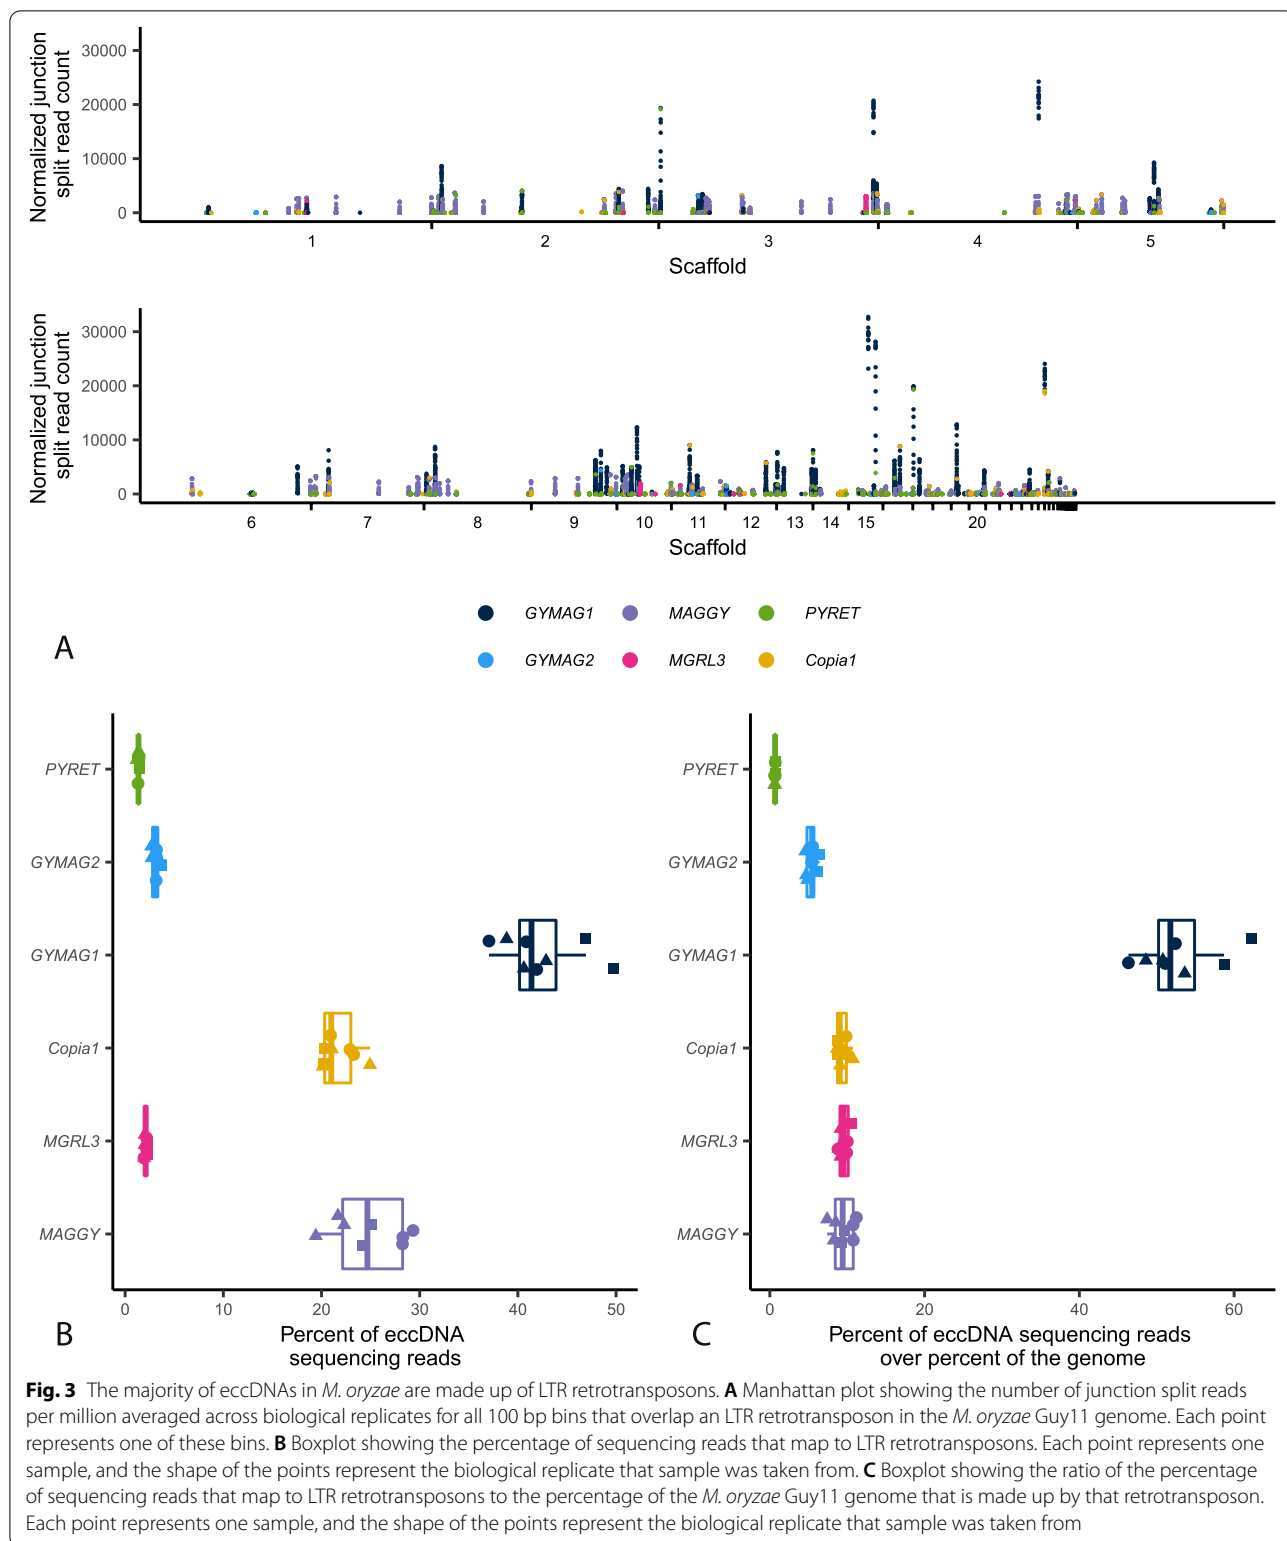 Normalized junction
split read count
30000
20000
10000
0
1
2
3
4
5
Scaffold
Normalized junction
split read count
30000
20000
10000
0
6
7
8
9
10
11
12
13
14
15
20
Scaffold
A
GYMAG1
MAGGY
PYRET
GYMAG2
MGRL3
Copia1
PYRET
GYMAG2
GYMAG1
Copia1
MGRL3
MAGGY
0
10
20
30
40
50
B
Percent of eccDNA
sequencing reads
PYRET
GYMAG2
GYMAG1
Copia1
MGRL3
MAGGY
0
20
40
60
C
Percent of eccDNA sequencing reads
over percent of the genome
Fig. 3 The majority of eccDNAs in M. oryzae are made up of LTR retrotransposons. A Manhattan plot showing the number of junction split reads
per million averaged across biological replicates for all 100 bp bins that overlap an LTR retrotransposon in the M. oryzae Guy11 genome. Each point
represents one of these bins. B Boxplot showing the percentage of sequencing reads that map to LTR retrotransposons. Each point represents one
sample, and the shape of the points represent the biological replicate that sample was taken from. C Boxplot showing the ratio of the percentage
of sequencing reads that map to LTR retrotransposons to the percentage of the M. oryzae Guy11 genome that is made up by that retrotransposon.
Each point represents one sample, and the shape of the points represent the biological replicate that sample was taken from